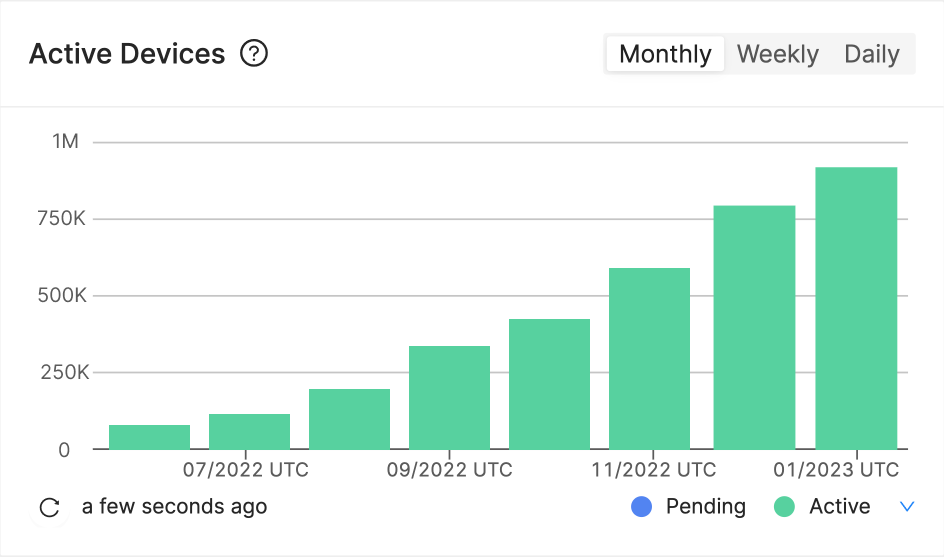 Active Devices ?
Monthly Weekly Daily
1M
750K
500K
250K
0
07/2022 UTC 09/2022 UTC 11/2022 UTC 01/2023 UTC
a few seconds ago Pending Active